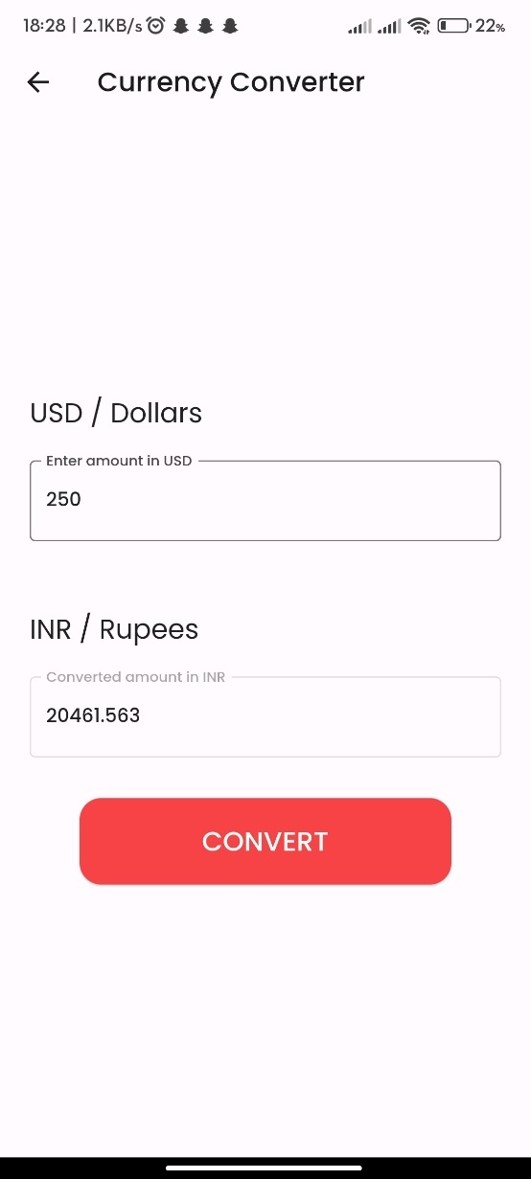 18:28 | 2.1KB/s 22%
Currency Converter
USD / Dollars
Enter amount in USD
250
INR / Rupees
Converted amount in INR
20461.563
CONVERT